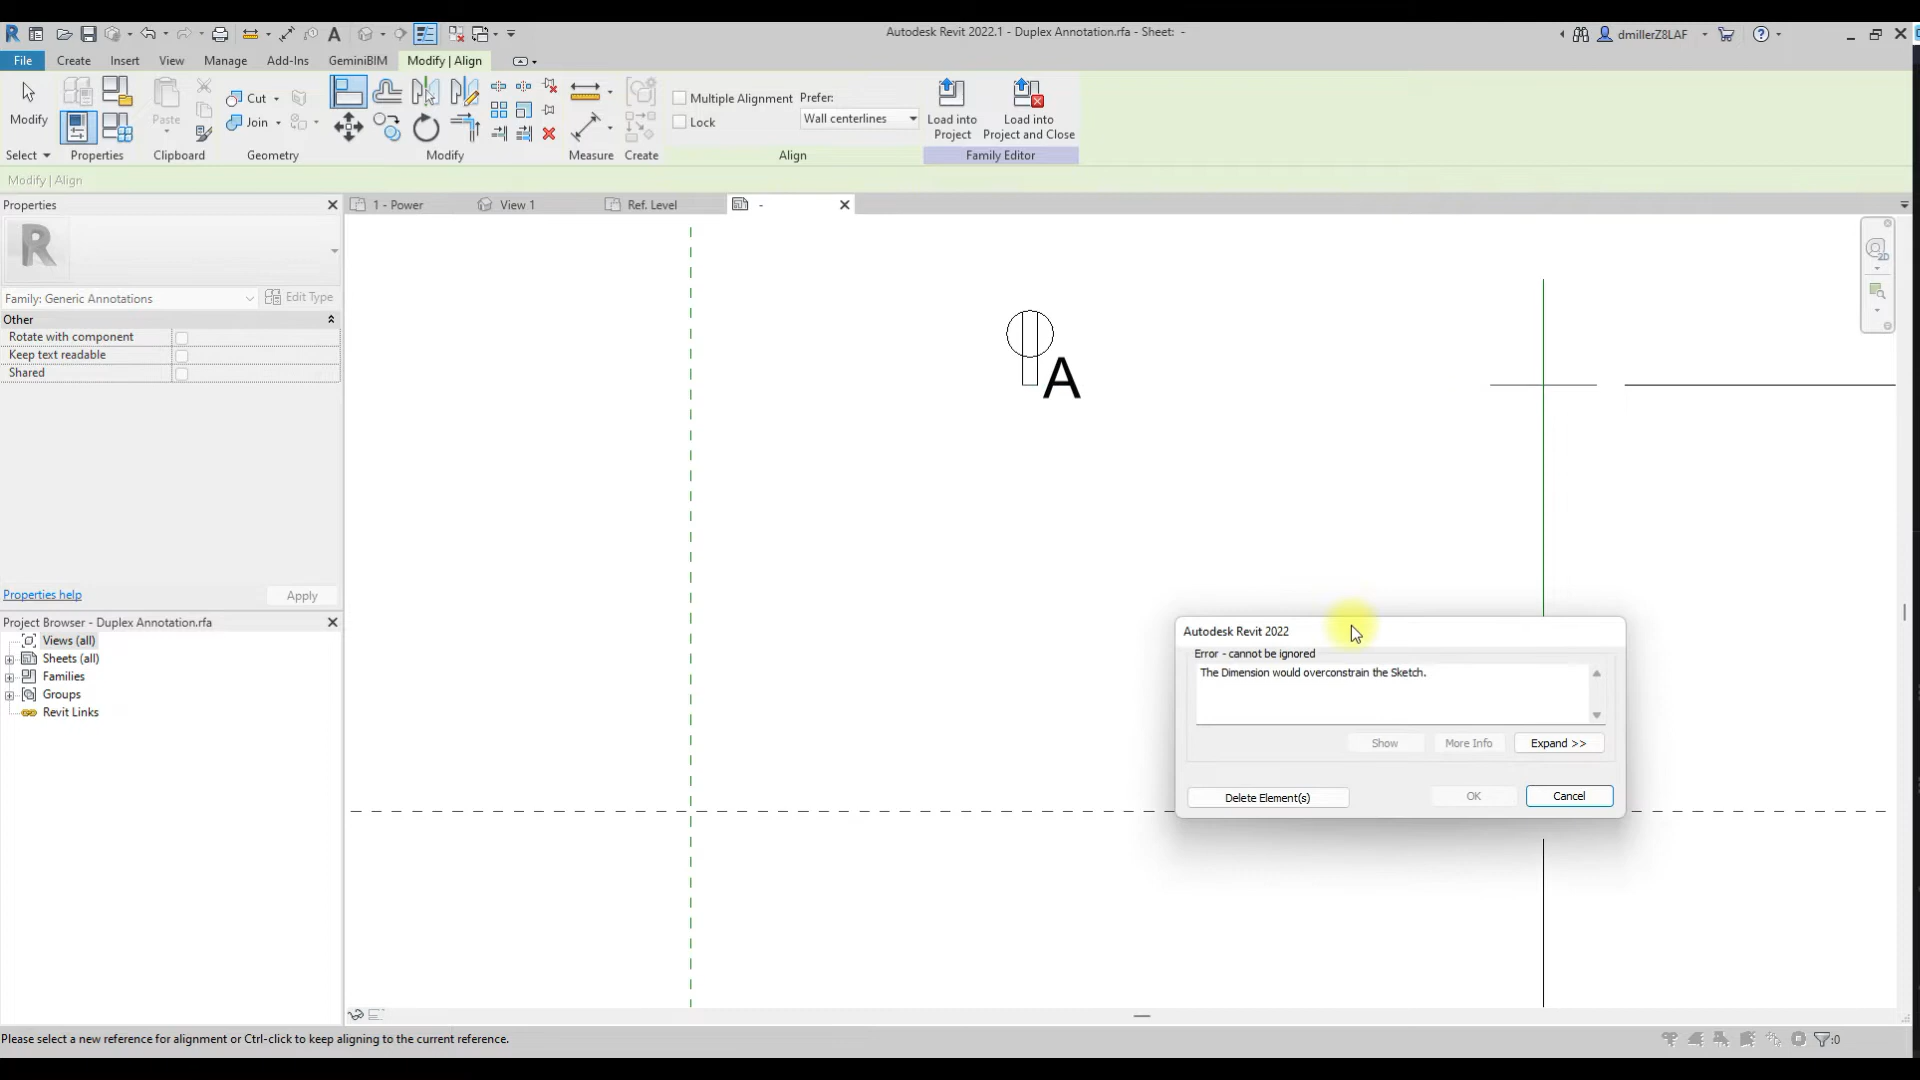 Autodesk Revit 2022.1 - Duplex Annotation.rfa - Sheet: -
dmillerZ8LAF
File Create Insert View Manage Add-Ins GeminiBIM Modify | Align
Modify
Paste
Cut
Join
Multiple Alignment
Lock
Prefer:
Wall centerlines
Load into
Project
Load into
Project and Close
Select Properties Clipboard Geometry Modify Measure Create Align Family Editor
Modify | Align
Properties
1 - Power View 1 Ref. Level -
R
2D
Family: Generic Annotations Edit Type
Other
Rotate with component
Keep text readable
Shared
A
Properties help Apply
Project Browser - Duplex Annotation.rfa
Views (all)
Sheets (all)
Families
Groups
Revit Links
Autodesk Revit 2022
Error - cannot be ignored
The Dimension would overconstrain the Sketch.
Show More Info Expand >>
Delete Element(s) OK Cancel
Please select a new reference for alignment or Ctrl-click to keep aligning to the current reference.
:0